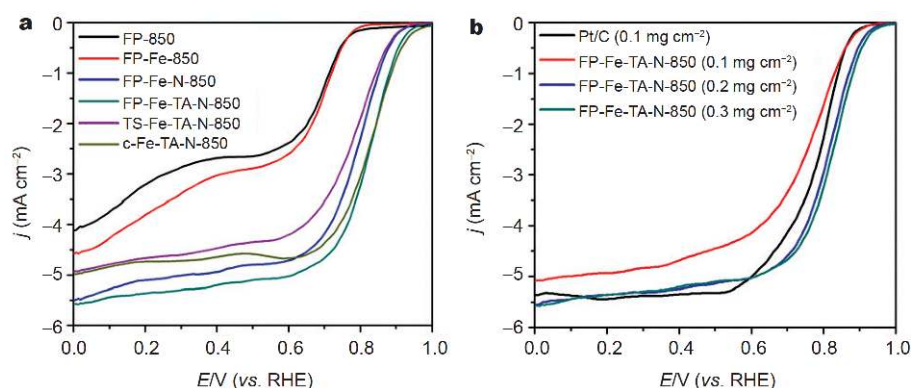 a
0
−1
−2
−3
−4
−5
−6
j (mA cm⁻²)
FP-850
FP-Fe-850
FP-Fe-N-850
FP-Fe-TA-N-850
TS-Fe-TA-N-850
c-Fe-TA-N-850
0.0 0.2 0.4 0.6 0.8 1.0
E/V (vs. RHE)
b
0
−1
−2
−3
−4
−5
−6
j (mA cm⁻²)
Pt/C (0.1 mg cm⁻²)
FP-Fe-TA-N-850 (0.1 mg cm⁻²)
FP-Fe-TA-N-850 (0.2 mg cm⁻²)
FP-Fe-TA-N-850 (0.3 mg cm⁻²)
0.0 0.2 0.4 0.6 0.8 1.0
E/V (vs. RHE)